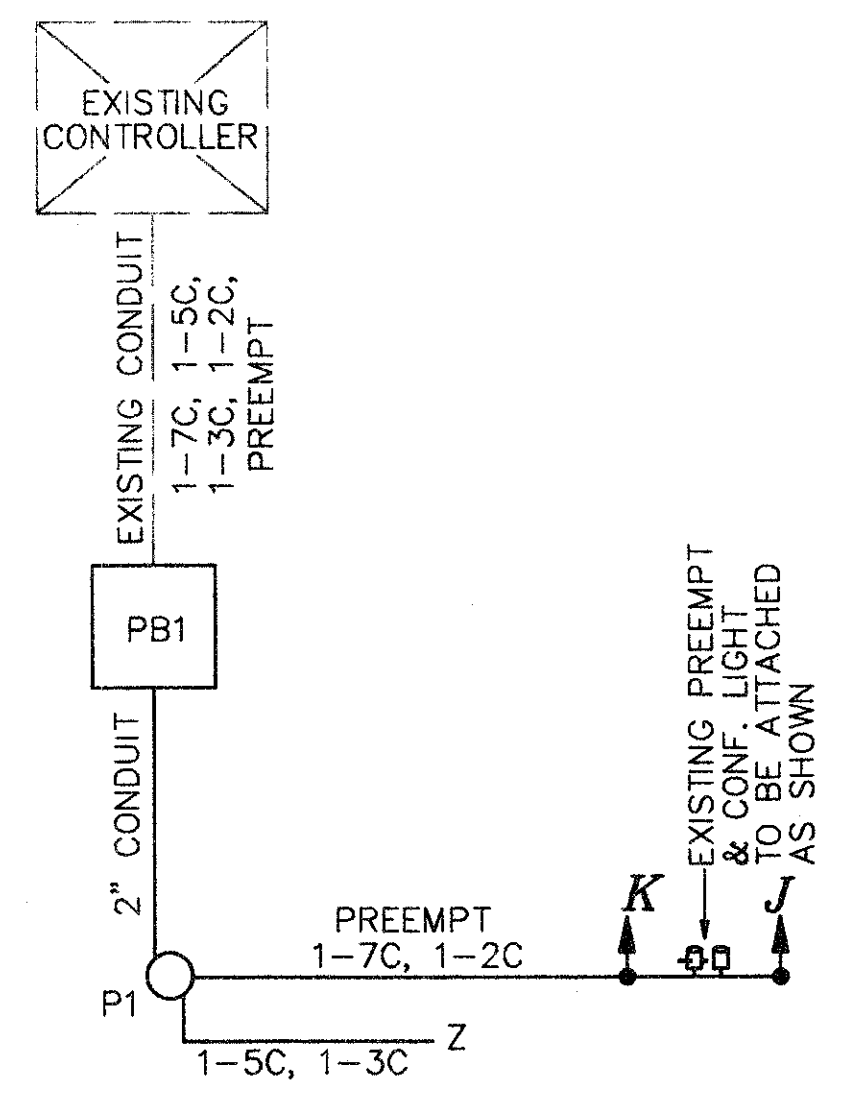 EXISTING
CONTROLLER
EXISTING CONDUIT
1-7C, 1-5C,
1-3C, 1-2C,
PREEMPT
PB1
2" CONDUIT
EXISTING PREEMPT
& CONF. LIGHT
TO BE ATTACHED
AS SHOWN
K
J
PREEMPT
1-7C, 1-2C
P1
Z
1-5C, 1-3C